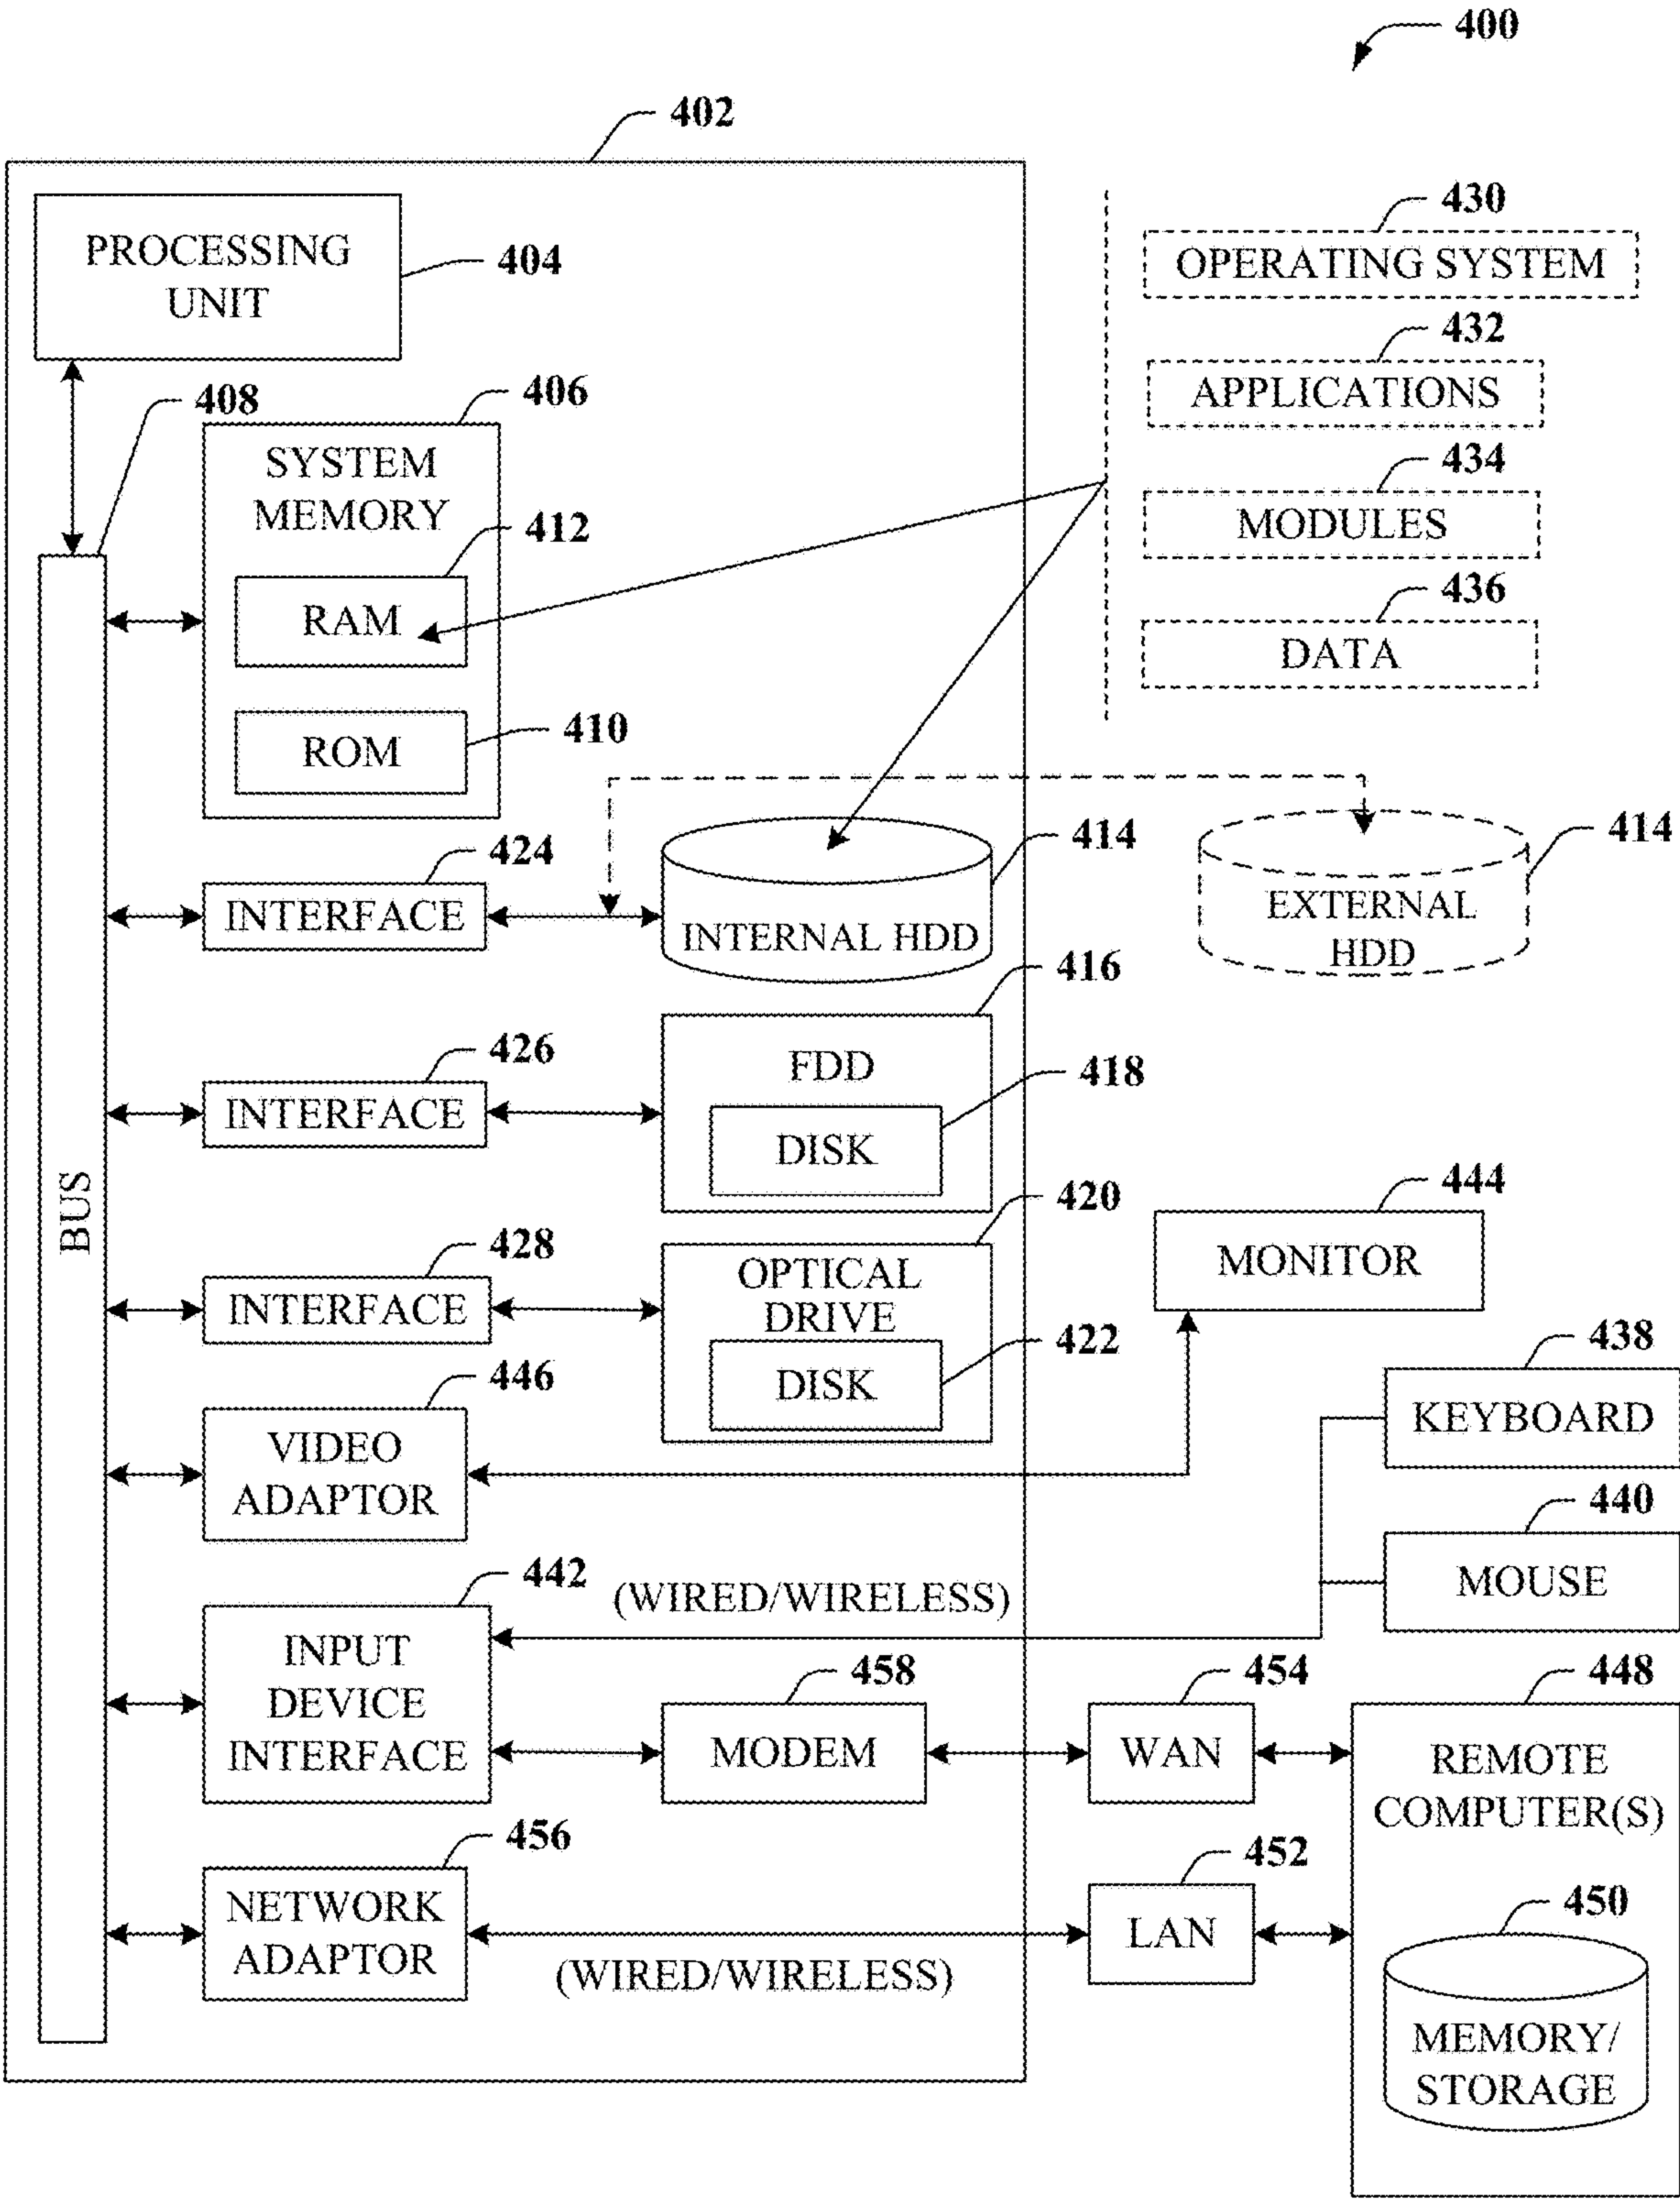 400
402
PROCESSING
UNIT
404
430
OPERATING SYSTEM
432
APPLICATIONS
434
MODULES
436
DATA
408
406
SYSTEM
MEMORY
412
RAM
410
ROM
424
INTERFACE
414
INTERNAL HDD
414
EXTERNAL
HDD
426
INTERFACE
416
FDD
418
DISK
BUS
428
INTERFACE
420
OPTICAL
DRIVE
422
DISK
444
MONITOR
446
VIDEO
ADAPTOR
438
KEYBOARD
440
MOUSE
442
INPUT
DEVICE
INTERFACE
(WIRED/WIRELESS)
458
MODEM
454
WAN
448
REMOTE
COMPUTER(S)
456
NETWORK
ADAPTOR
(WIRED/WIRELESS)
452
LAN
450
MEMORY/
STORAGE